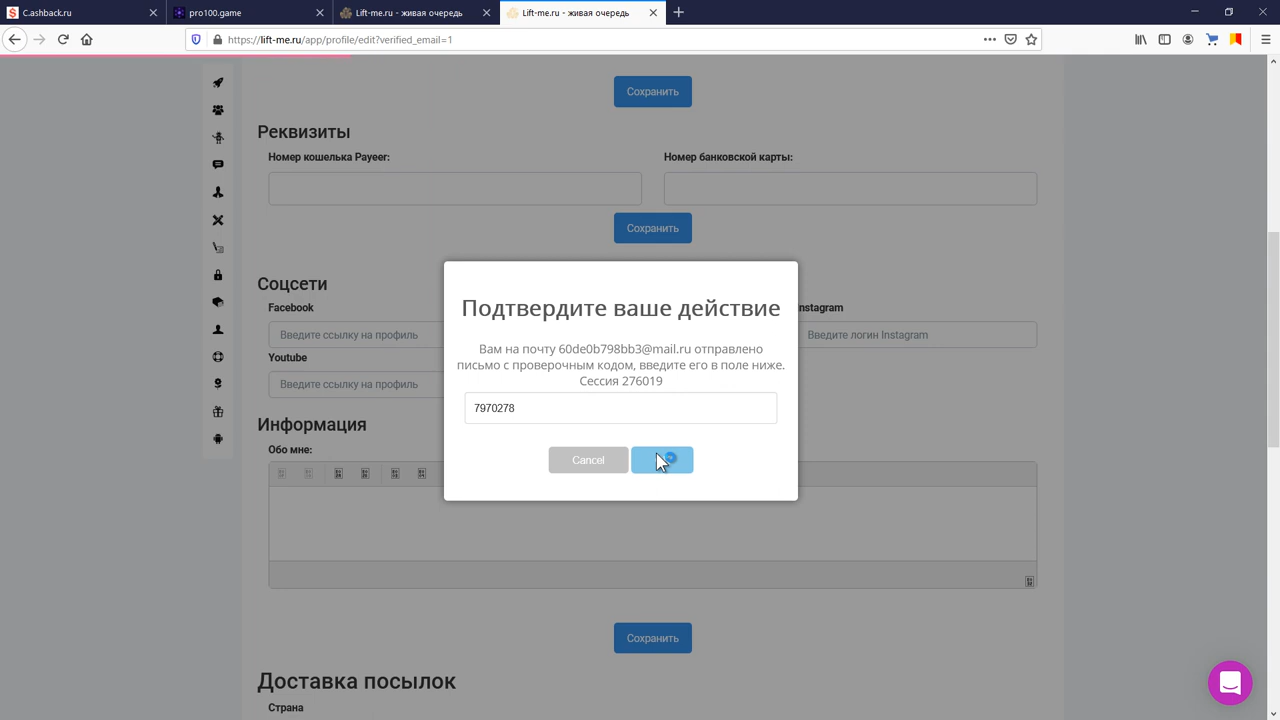 C.ashback.ru
pro100.game
Lift-me.ru - живая очередь
Lift-me.ru - живая очередь
https://lift-me.ru/app/profile/edit?verified_email=1
Сохранить
Реквизиты
Номер кошелька Payeer:
Номер банковской карты:
Сохранить
Соцсети
Facebook
nstagram
Введите ссылку на профиль
Введите логин Instagram
Youtube
Введите ссылку на профиль
Подтвердите ваше действие
Вам на почту 60de0b798bb3@mail.ru отправлено
письмо с проверочным кодом, введите его в поле ниже.
Сессия 276019
7970278
Cancel
Информация
Обо мне:
Сохранить
Доставка посылок
Страна